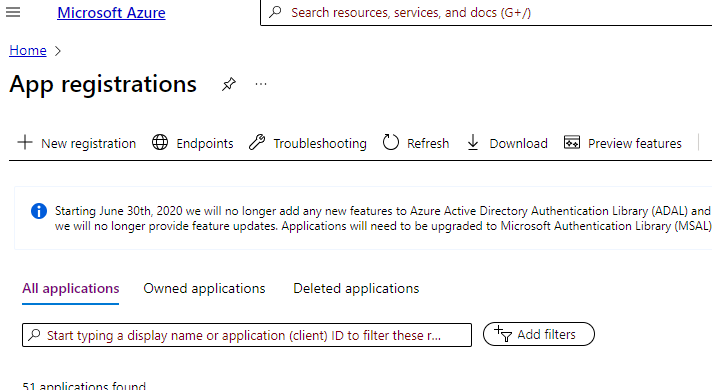 Microsoft Azure
Search resources, services, and docs (G+/)
Home >
App registrations
New registration Endpoints Troubleshooting Refresh Download Preview features
Starting June 30th, 2020 we will no longer add any new features to Azure Active Directory Authentication Library (ADAL) and
we will no longer provide feature updates. Applications will need to be upgraded to Microsoft Authentication Library (MSAL)
All applications Owned applications Deleted applications
Start typing a display name or application (client) ID to filter these r...
Add filters
51 applications found